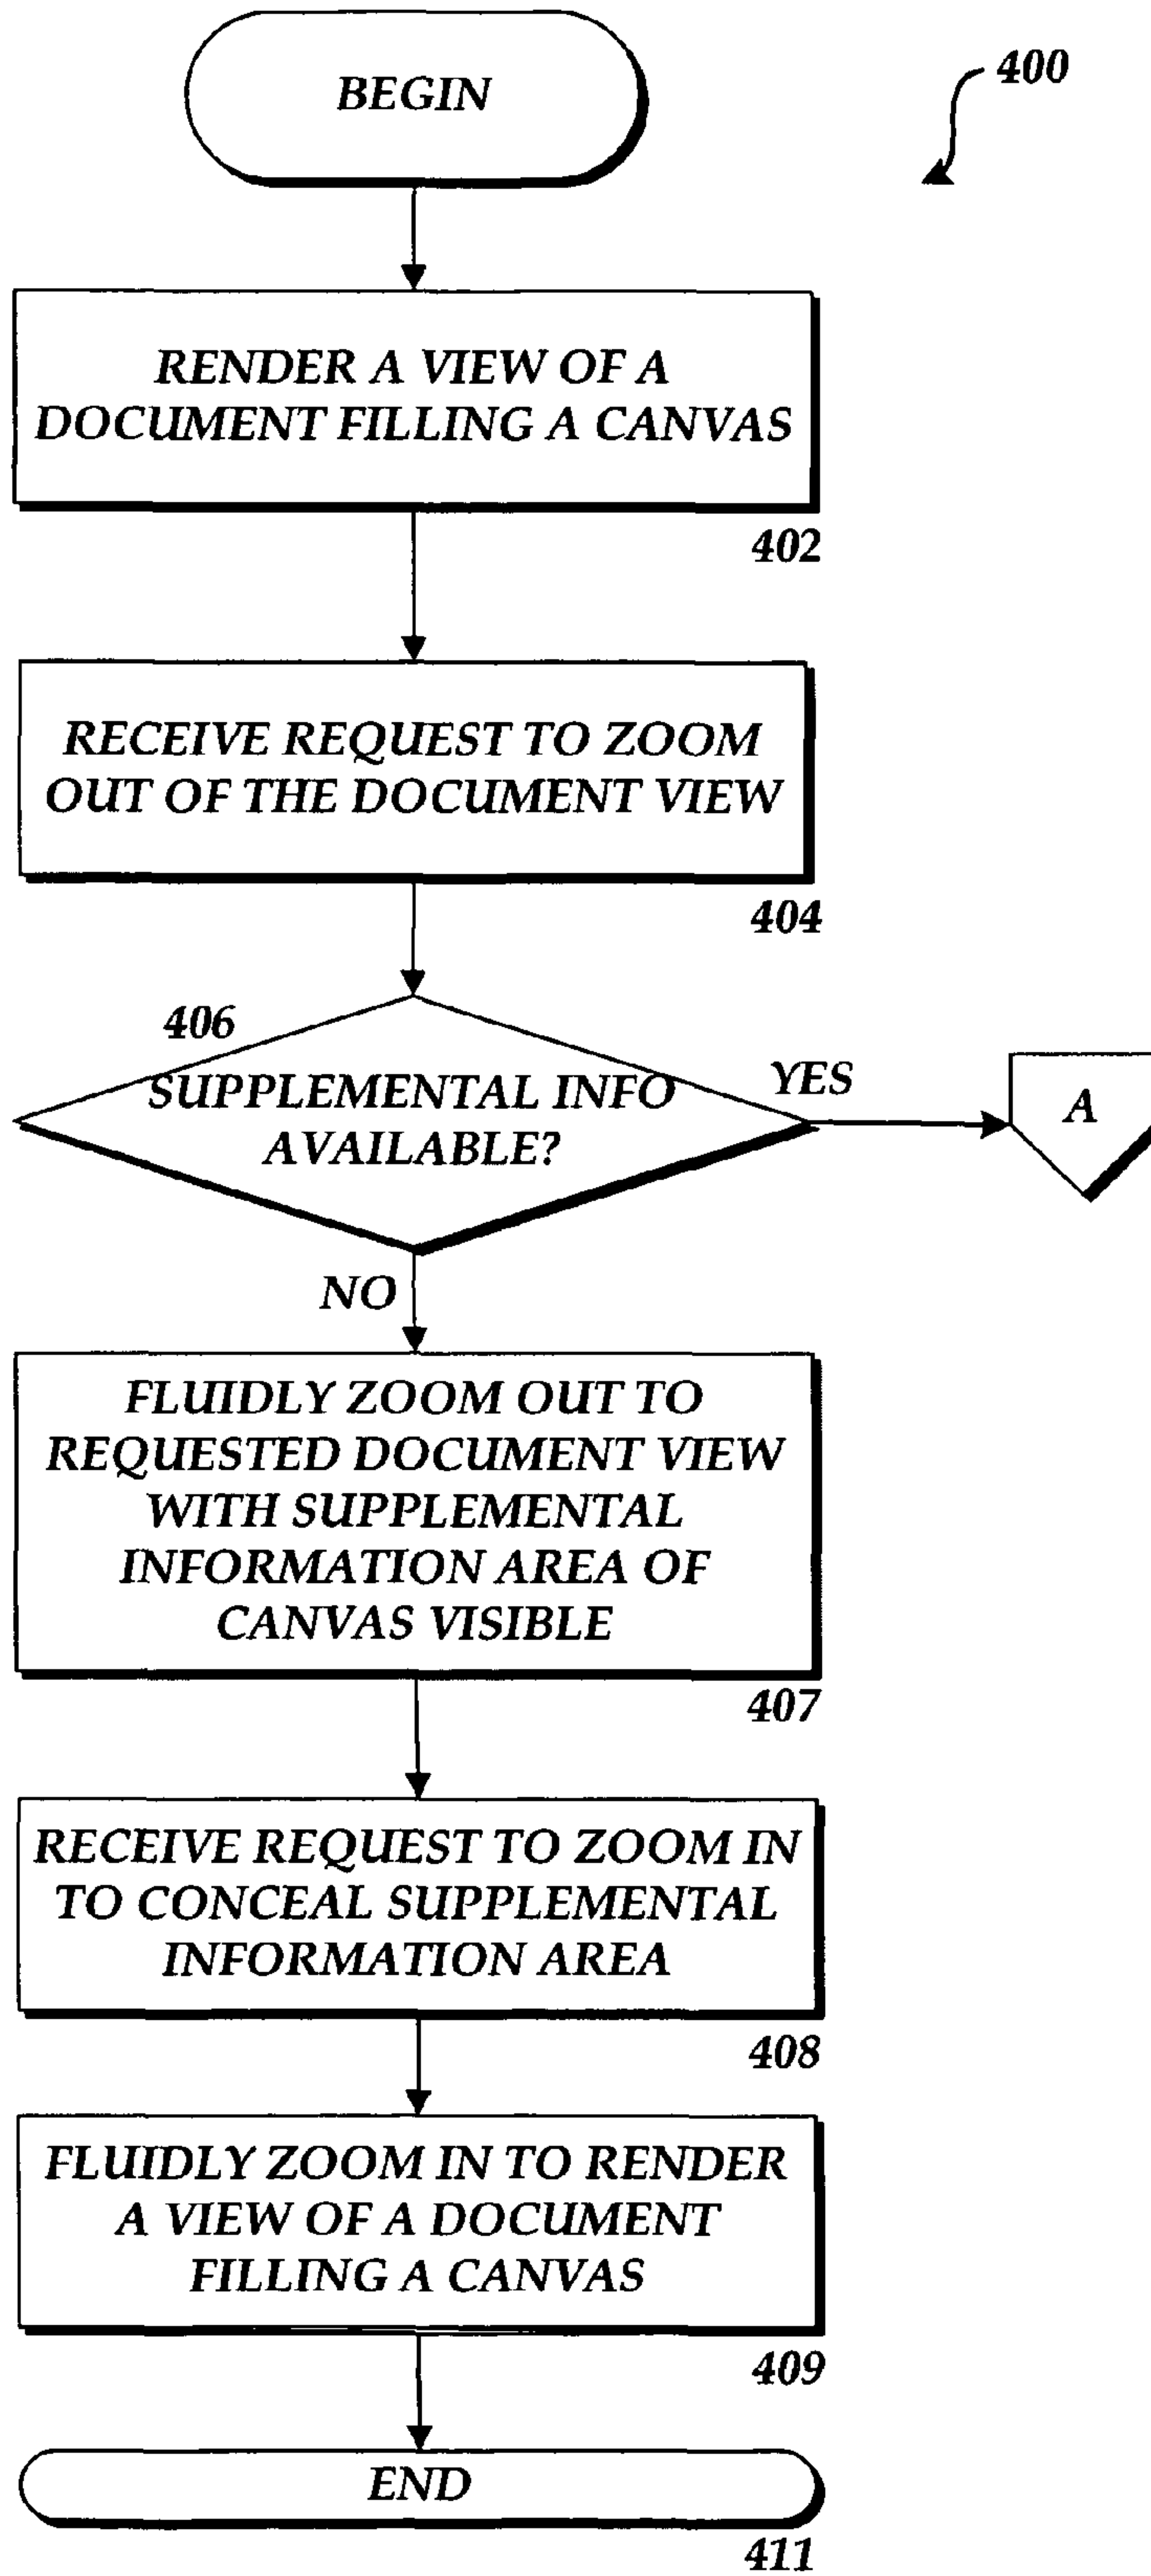 BEGIN
400
RENDER A VIEW OF A
DOCUMENT FILLING A CANVAS
402
RECEIVE REQUEST TO ZOOM
OUT OF THE DOCUMENT VIEW
404
406
SUPPLEMENTAL INFO
AVAILABLE?
YES
A
NO
FLUIDLY ZOOM OUT TO
REQUESTED DOCUMENT VIEW
WITH SUPPLEMENTAL
INFORMATION AREA OF
CANVAS VISIBLE
407
RECEIVE REQUEST TO ZOOM IN
TO CONCEAL SUPPLEMENTAL
INFORMATION AREA
408
FLUIDLY ZOOM IN TO RENDER
A VIEW OF A DOCUMENT
FILLING A CANVAS
409
END
411